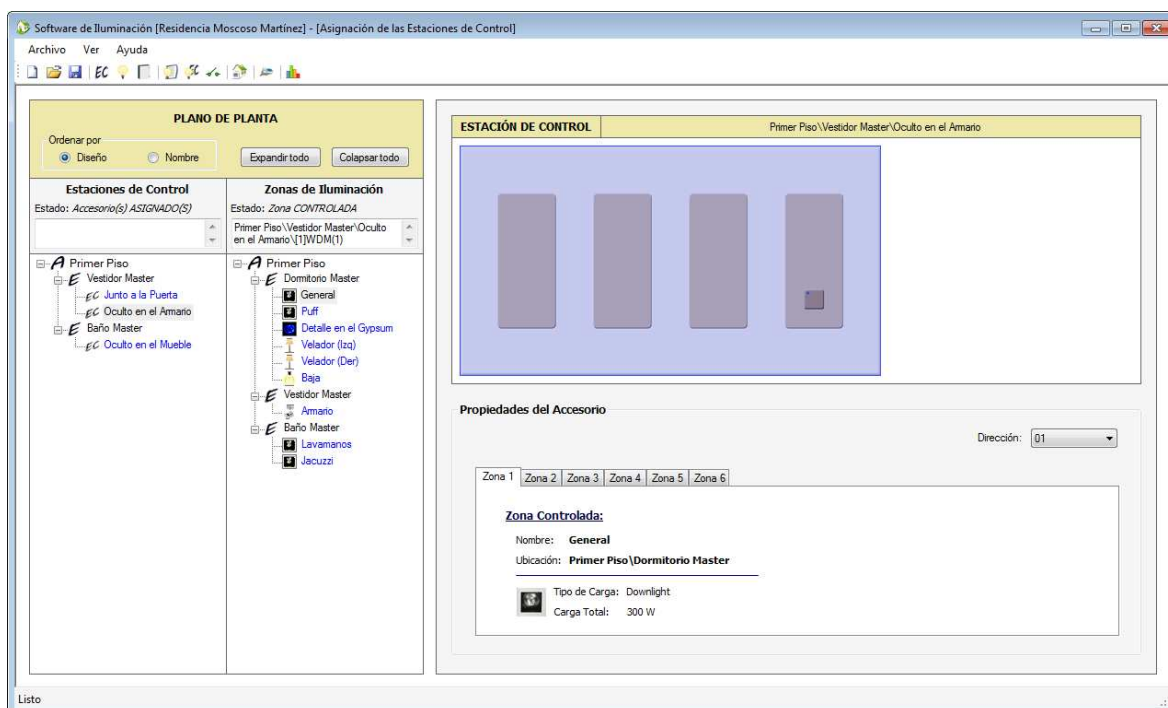 Software de Iluminación [Residencia Moscoso Martínez] - [Asignación de las Estaciones de Control]
Archivo Ver Ayuda
EC
PLANO DE PLANTA
Ordenar por
Diseño Nombre Expandir todo Colapsar todo
Estaciones de Control
Estado: Accesorio(s) ASIGNADO(S)
A Primer Piso
E Vestidor Master
EC Junto a la Puerta
EC Oculto en el Armario
E Baño Master
EC Oculto en el Mueble
Zonas de Iluminación
Estado: Zona CONTROLADA
Primer Piso\Vestidor Master\Oculto
en el Armario\[1]WDM(1)
A Primer Piso
E Dormitorio Master
General
Puff
Detalle en el Gypsum
Velador (Izq)
Velador (Der)
Baja
E Vestidor Master
Armario
E Baño Master
Lavamanos
Jacuzzi
ESTACIÓN DE CONTROL Primer Piso\Vestidor Master\Oculto en el Armario
Propiedades del Accesorio
Dirección: 01
Zona 1 Zona 2 Zona 3 Zona 4 Zona 5 Zona 6
Zona Controlada:
Nombre: General
Ubicación: Primer Piso\Dormitorio Master
Tipo de Carga: Downlight
Carga Total: 300 W
Listo